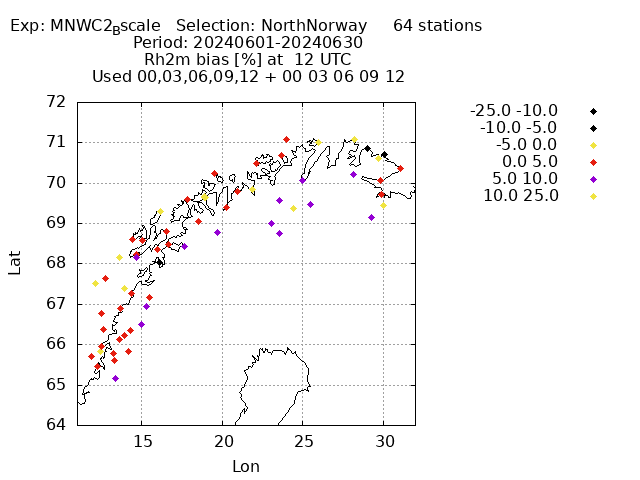 Exp: MNWC2Bscale   Selection: NorthNorway     64 stations
Period: 20240601-20240630
Rh2m bias [%] at  12 UTC
Used 00,03,06,09,12 + 00 03 06 09 12
-25.0 -10.0
-10.0 -5.0
-5.0 0.0
0.0 5.0
5.0 10.0
10.0 25.0
72
71
70
69
68
67
66
65
64
Lat
15 20 25 30
Lon